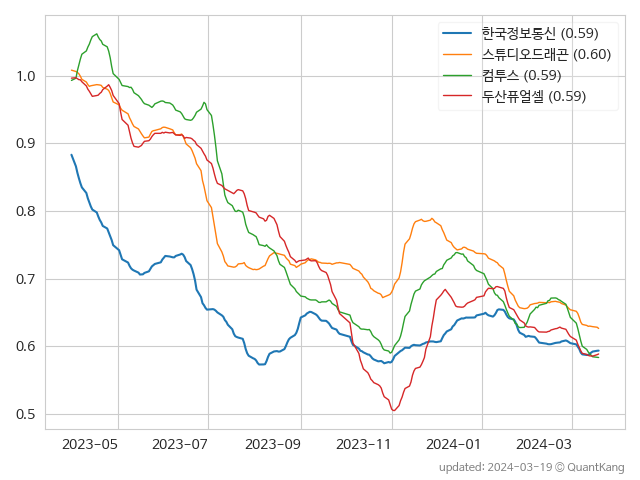 한국정보통신 (0.59)
스튜디오드래곤 (0.60)
컴투스 (0.59)
두산퓨얼셀 (0.59)
1.0
0.9
0.8
0.7
0.6
0.5
2023-05 2023-07 2023-09 2023-11 2024-01 2024-03
updated: 2024-03-19 © QuantKang